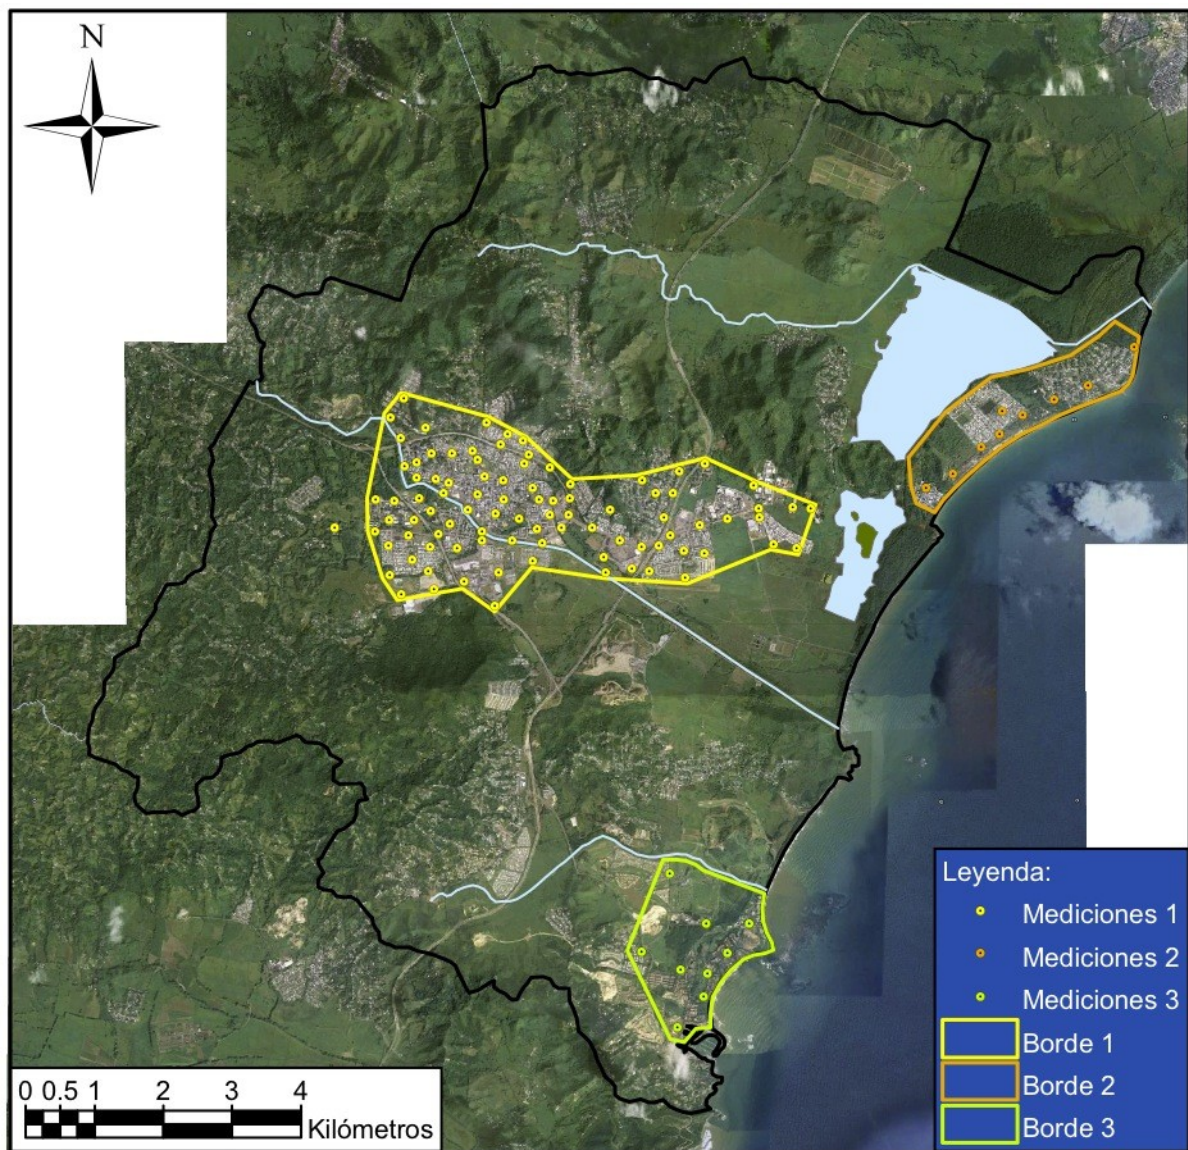 N
Leyenda:
Mediciones 1
Mediciones 2
Mediciones 3
Borde 1
Borde 2
Borde 3
0 0.5 1 2 3 4
Kilómetros